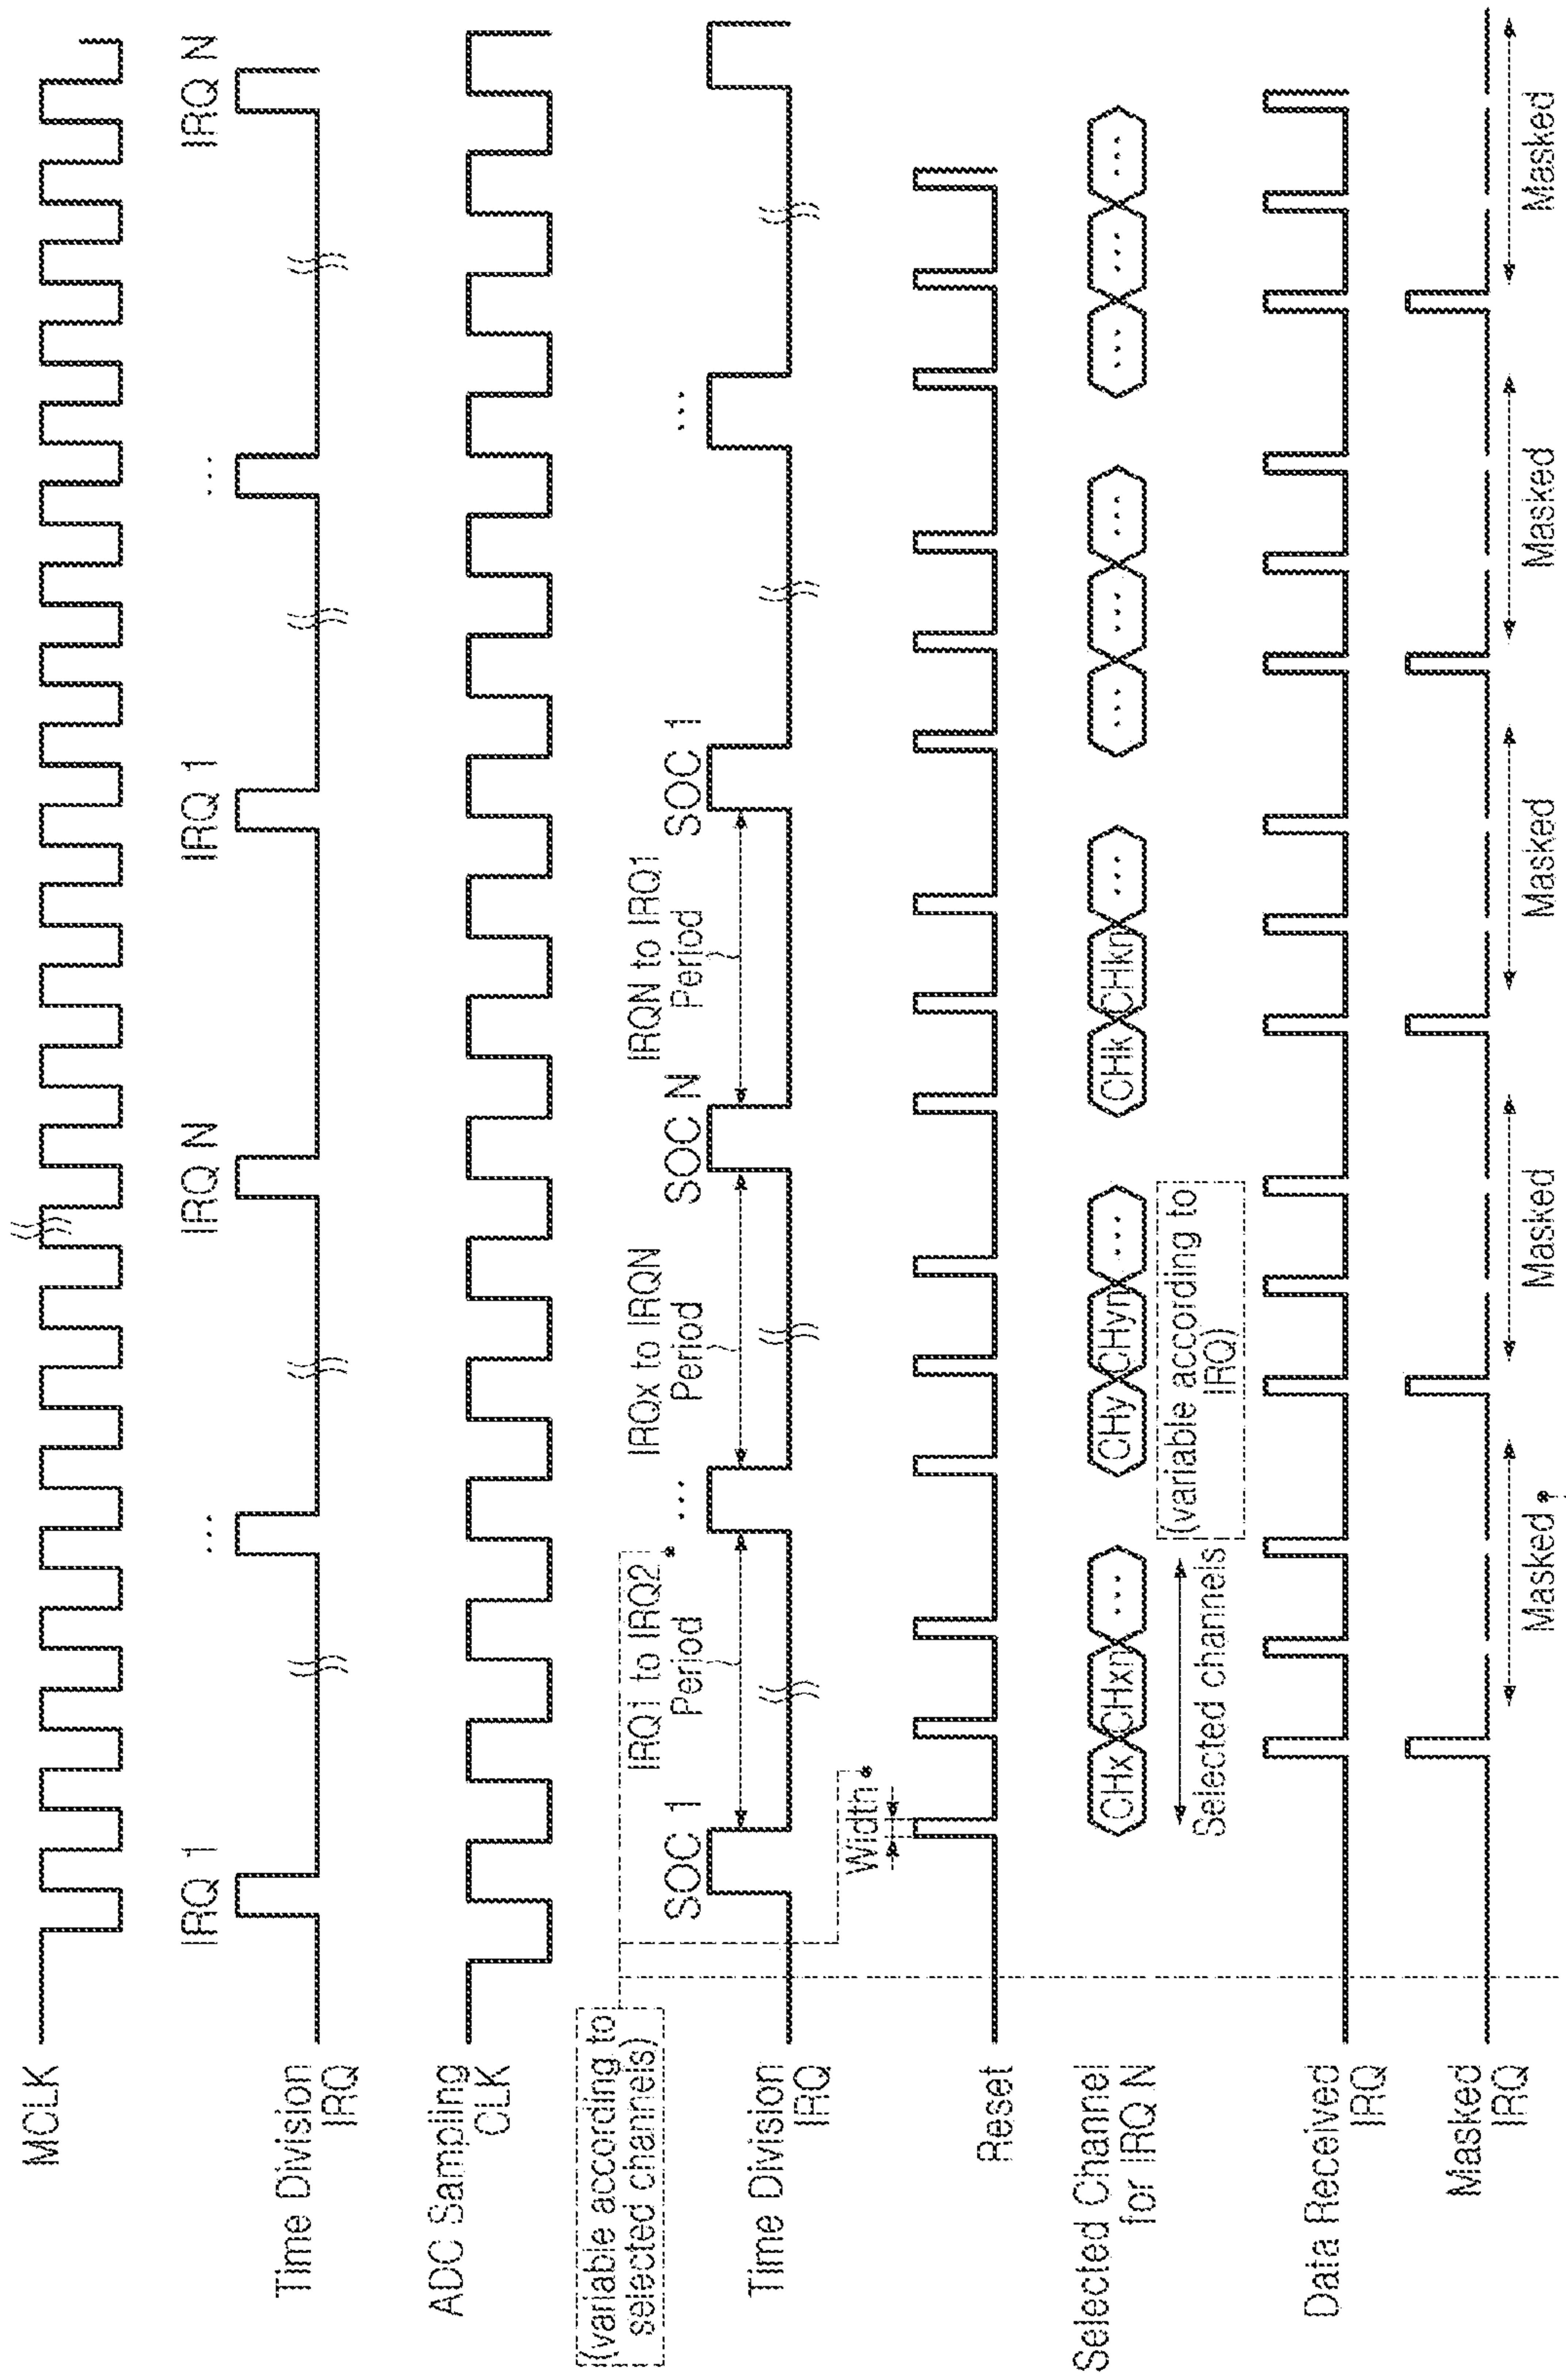 MCLK
IRQ 1
...
IRQ N
IRQ 1
...
IRQ N
Time Division
IRQ
ADC Sampling
CLK
(variable according to
selected channels)
IRQ1 to IRQ2
Period
IRQx to IRQN
Period
IRQN to IRQ1
Period
SOC 1
...
SOC N
SOC 1
...
Time Division
IRQ
Width
Reset
Selected Channel
for IRQ N
CHx CHxn ...
CHy CHyn ...
CHk CHkn ...
... ... ...
... ... ...
Selected channels
(variable according to
IRQ)
Data Received
IRQ
Masked
IRQ
Masked
Masked
Masked
Masked
Masked